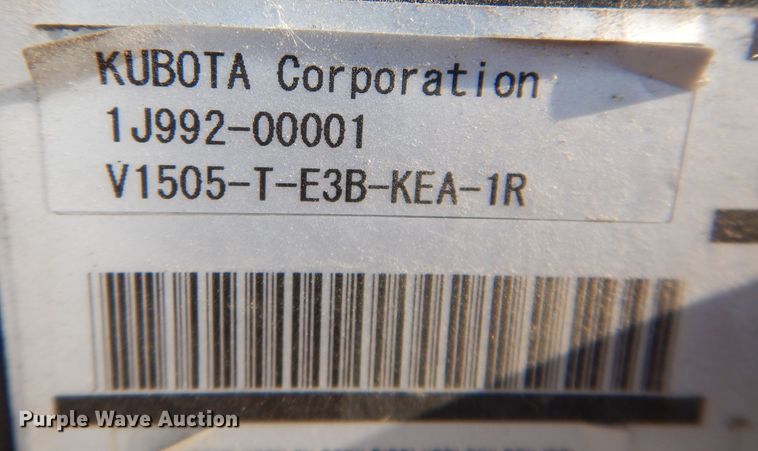 KUBOTA Corporation
1J992-00001
V1505-T-E3B-KEA-1R
Purple Wave Auction